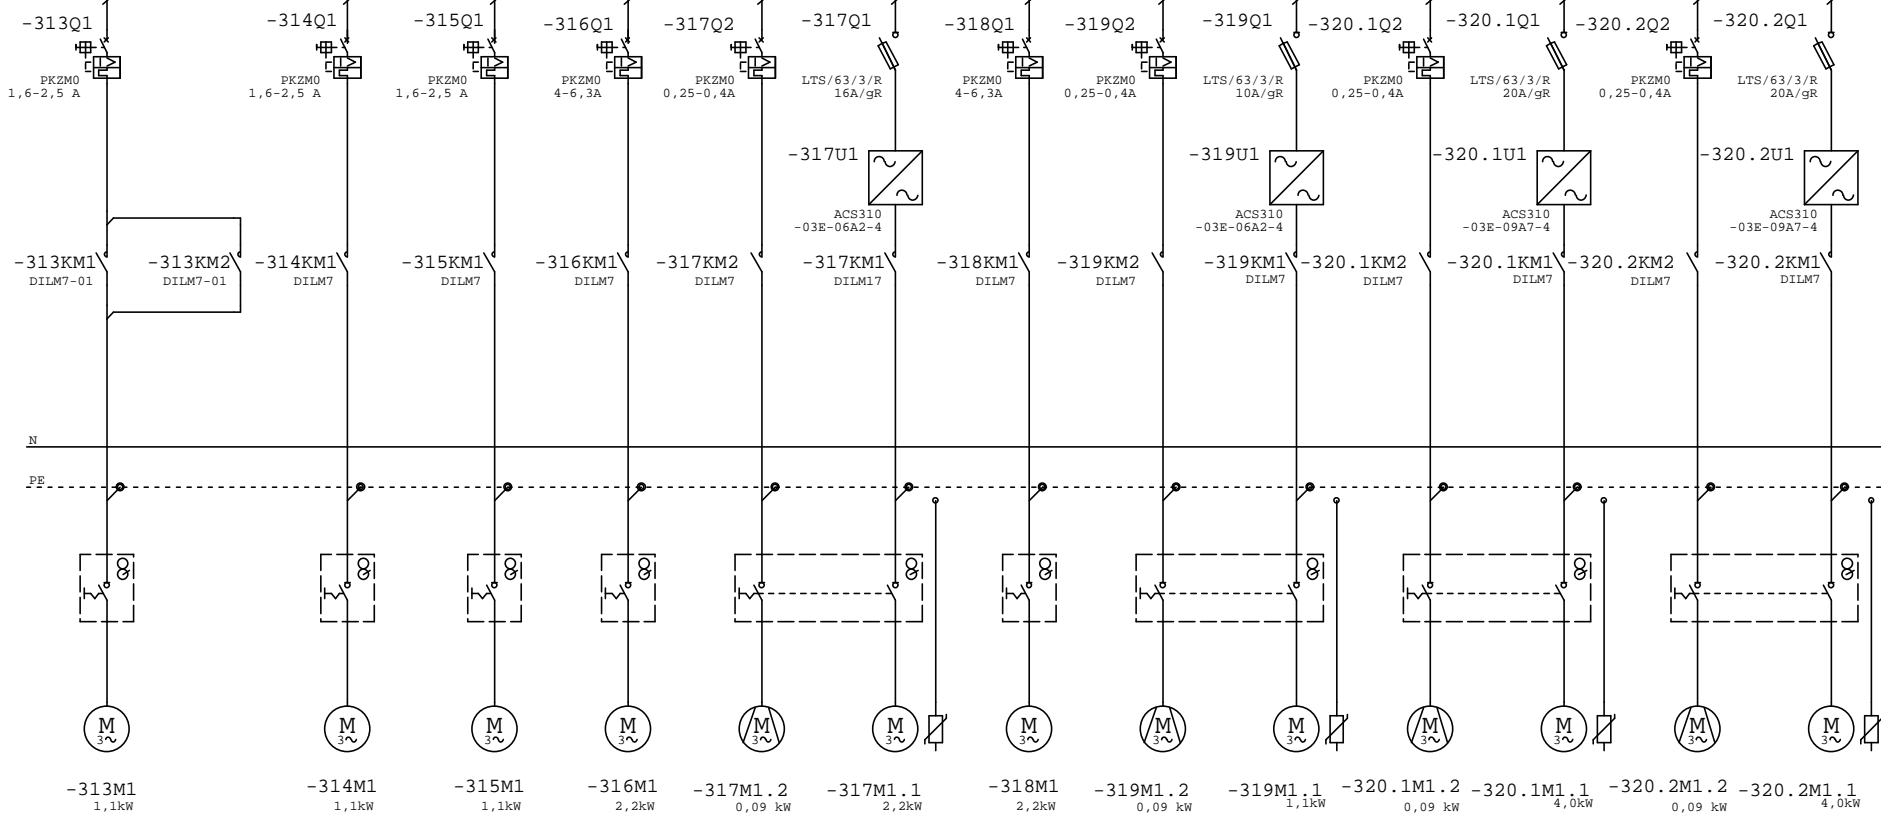 -313Q1 -314Q1 -315Q1 -316Q1 -317Q2 -317Q1 -318Q1 -319Q2 -319Q1 -320.1Q2 -320.1Q1 -320.2Q2 -320.2Q1
PKZM0 PKZM0 PKZM0 PKZM0 PKZM0 LTS/63/3/R PKZM0 PKZM0 LTS/63/3/R PKZM0 LTS/63/3/R PKZM0 LTS/63/3/R
1,6-2,5 A 1,6-2,5 A 1,6-2,5 A 4-6,3A 0,25-0,4A 16A/gR 4-6,3A 0,25-0,4A 10A/gR 0,25-0,4A 20A/gR 0,25-0,4A 20A/gR
-317U1 -319U1 -320.1U1 -320.2U1
ACS310 ACS310 ACS310 ACS310
-03E-06A2-4 -03E-06A2-4 -03E-09A7-4 -03E-09A7-4
-313KM1 -313KM2 -314KM1 -315KM1 -316KM1 -317KM2 -317KM1 -318KM1 -319KM2 -319KM1 -320.1KM2 -320.1KM1 -320.2KM2 -320.2KM1
DILM7-01 DILM7-01 DILM7 DILM7 DILM7 DILM7 DILM17 DILM7 DILM7 DILM7 DILM7 DILM7 DILM7 DILM7
N
PE
M M M M M M M M M M M M M
3~ 3~ 3~ 3~ 3~ 3~ 3~ 3~ 3~ 3~ 3~ 3~ 3~
-313M1 -314M1 -315M1 -316M1 -317M1.2 -317M1.1 -318M1 -319M1.2 -319M1.1 -320.1M1.2 -320.1M1.1 -320.2M1.2 -320.2M1.1
1,1kW 1,1kW 1,1kW 2,2kW 0,09 kW 2,2kW 2,2kW 0,09 kW 1,1kW 0,09 kW 4,0kW 0,09 kW 4,0kW